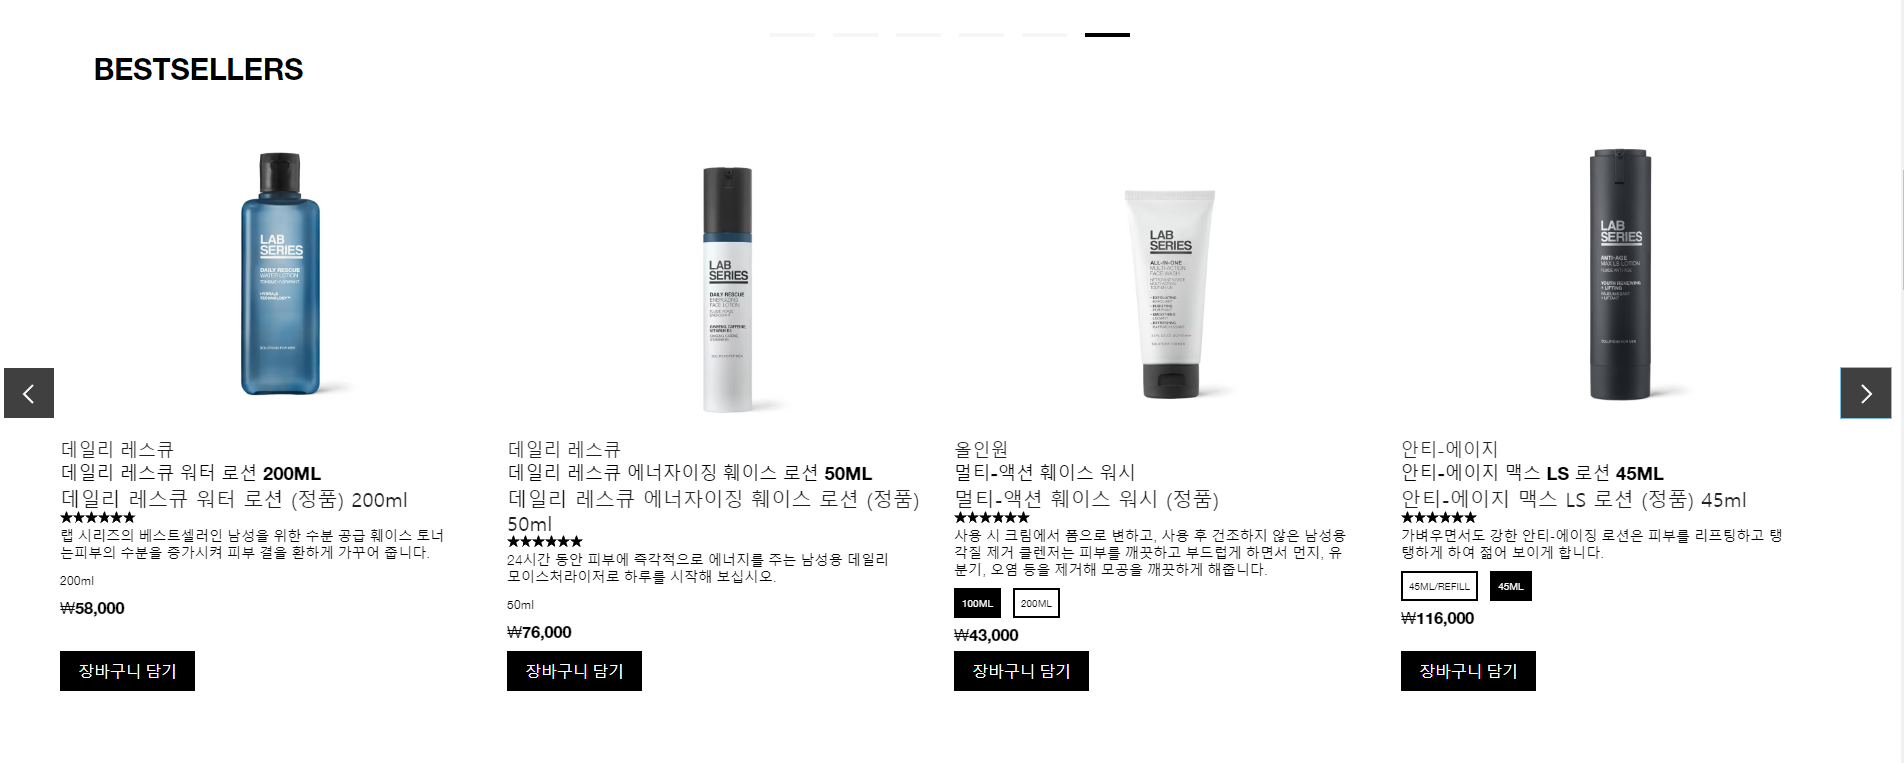 BESTSELLERS
LAB
SERIES
DAILY RESCUE
WATER LOTION
SOLUTIONS FOR MEN
LAB
SERIES
DAILY RESCUE
ENERGIZING
FACE LOTION
LAB
SERIES
ALL-IN-ONE
MULTI-ACTION
FACE WASH
LAB
SERIES
ANTI-AGE
MAX LS LOTION
YOUTH RENEWING
+ LIFTING
데일리 레스큐
데일리 레스큐 워터 로션 200ML
데일리 레스큐 워터 로션 (정품) 200ml
랩 시리즈의 베스트셀러인 남성을 위한 수분 공급 훼이스 토너
는피부의 수분을 증가시켜 피부 결을 환하게 가꾸어 줍니다.
200ml
₩58,000
장바구니 담기
데일리 레스큐
데일리 레스큐 에너자이징 훼이스 로션 50ML
데일리 레스큐 에너자이징 훼이스 로션 (정품)
50ml
24시간 동안 피부에 즉각적으로 에너지를 주는 남성용 데일리
모이스처라이저로 하루를 시작해 보십시오.
50ml
₩76,000
장바구니 담기
올인원
멀티-액션 훼이스 워시
멀티-액션 훼이스 워시 (정품)
사용 시 크림에서 폼으로 변하고, 사용 후 건조하지 않은 남성용
각질 제거 클렌저는 피부를 깨끗하고 부드럽게 하면서 먼지, 유
분기, 오염 등을 제거해 모공을 깨끗하게 해줍니다.
100ML 200ML
₩43,000
장바구니 담기
안티-에이지
안티-에이지 맥스 LS 로션 45ML
안티-에이지 맥스 LS 로션 (정품) 45ml
가벼우면서도 강한 안티-에이징 로션은 피부를 리프팅하고 탱
탱하게 하여 젊어 보이게 합니다.
45ML/REFILL 45ML
₩116,000
장바구니 담기